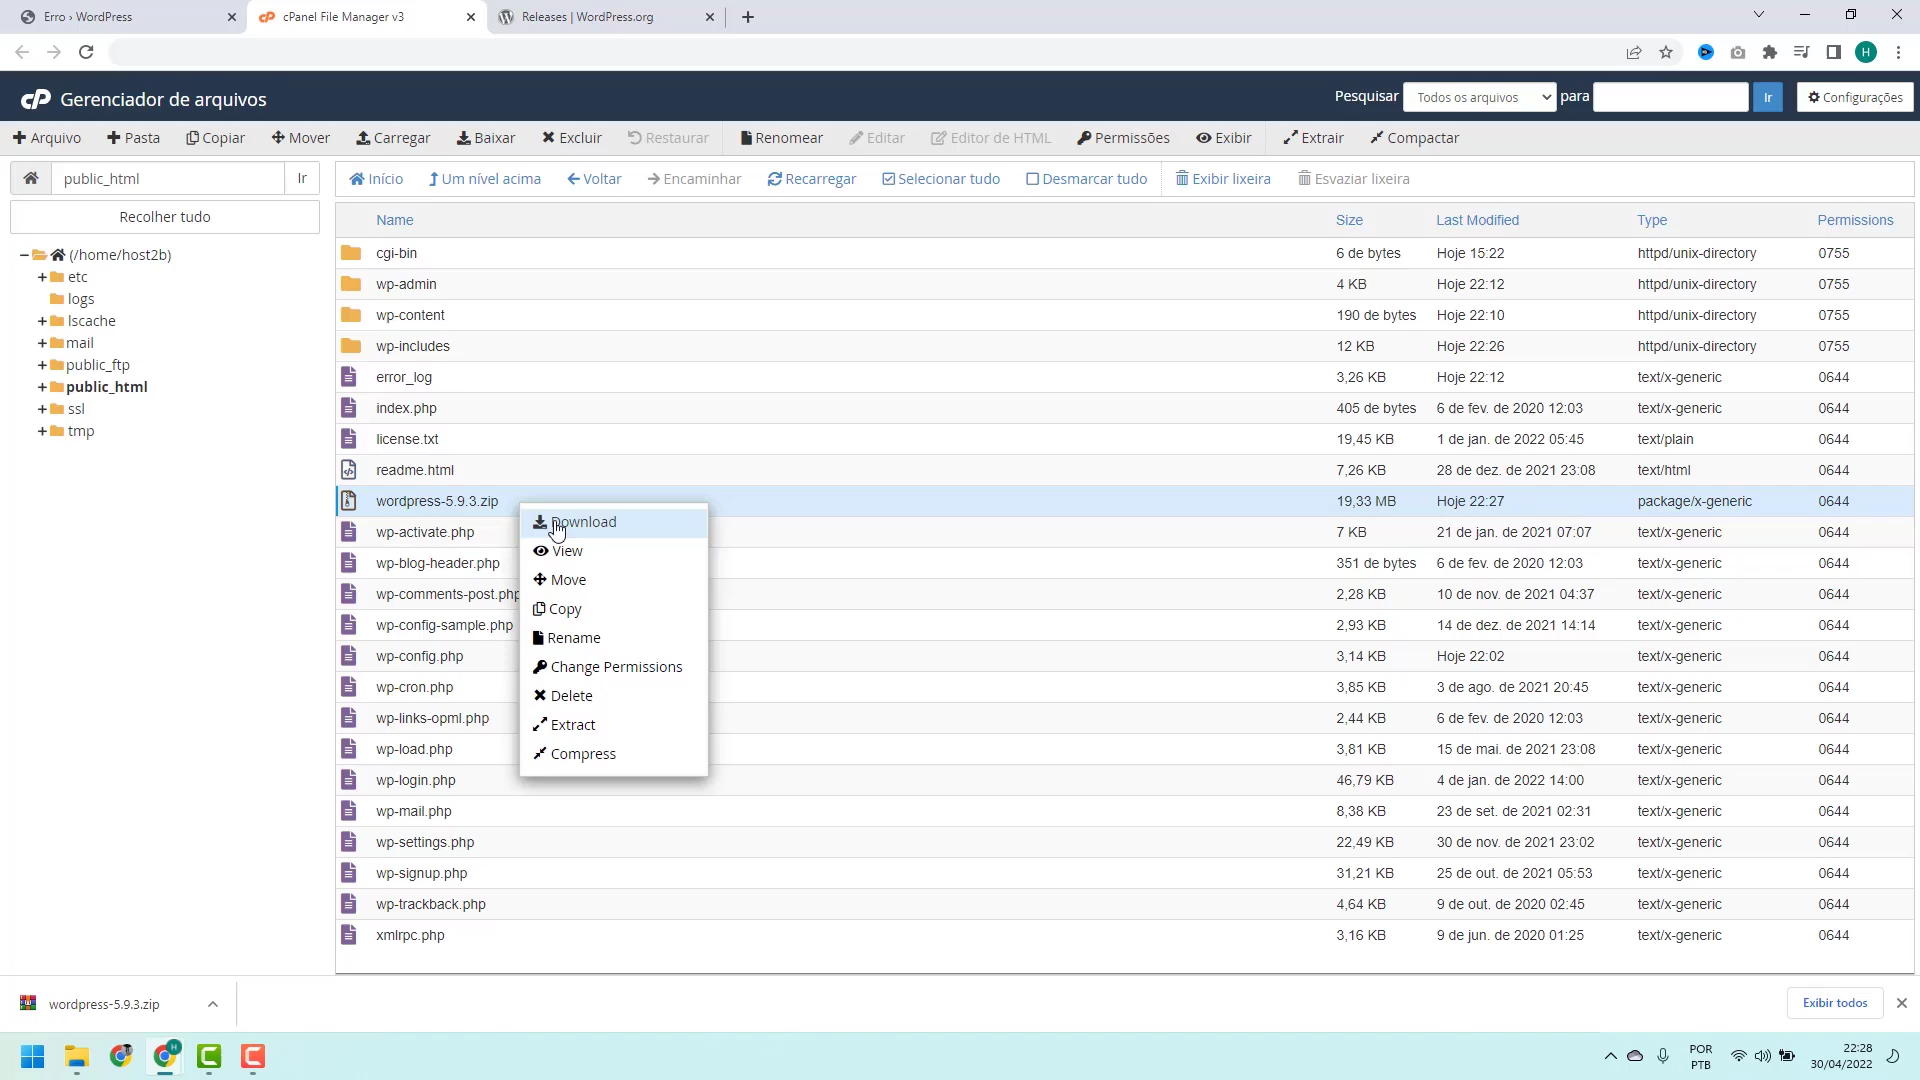 Erro › WordPress
cPanel File Manager v3
Releases | WordPress.org
H
cP Gerenciador de arquivos
Pesquisar Todos os arquivos para Ir Configurações
Arquivo Pasta Copiar Mover Carregar Baixar Excluir Restaurar Renomear Editar Editor de HTML Permissões Exibir Extrair Compactar
public_html Ir
Início Um nível acima Voltar Encaminhar Recarregar Selecionar tudo Desmarcar tudo Exibir lixeira Esvaziar lixeira
Recolher tudo
(/home/host2b)
etc
logs
lscache
mail
public_ftp
public_html
ssl
tmp
Name Size Last Modified Type Permissions
cgi-bin 6 de bytes Hoje 15:22 httpd/unix-directory 0755
wp-admin 4 KB Hoje 22:12 httpd/unix-directory 0755
wp-content 190 de bytes Hoje 22:10 httpd/unix-directory 0755
wp-includes 12 KB Hoje 22:26 httpd/unix-directory 0755
error_log 3,26 KB Hoje 22:12 text/x-generic 0644
index.php 405 de bytes 6 de fev. de 2020 12:03 text/x-generic 0644
license.txt 19,45 KB 1 de jan. de 2022 05:45 text/plain 0644
readme.html 7,26 KB 28 de dez. de 2021 23:08 text/html 0644
wordpress-5.9.3.zip 19,33 MB Hoje 22:27 package/x-generic 0644
wp-activate.php 7 KB 21 de jan. de 2021 07:07 text/x-generic 0644
wp-blog-header.php 351 de bytes 6 de fev. de 2020 12:03 text/x-generic 0644
wp-comments-post.php 2,28 KB 10 de nov. de 2021 04:37 text/x-generic 0644
wp-config-sample.php 2,93 KB 14 de dez. de 2021 14:14 text/x-generic 0644
wp-config.php 3,14 KB Hoje 22:02 text/x-generic 0644
wp-cron.php 3,85 KB 3 de ago. de 2021 20:45 text/x-generic 0644
wp-links-opml.php 2,44 KB 6 de fev. de 2020 12:03 text/x-generic 0644
wp-load.php 3,81 KB 15 de mai. de 2021 23:08 text/x-generic 0644
wp-login.php 46,79 KB 4 de jan. de 2022 14:00 text/x-generic 0644
wp-mail.php 8,38 KB 23 de set. de 2021 02:31 text/x-generic 0644
wp-settings.php 22,49 KB 30 de nov. de 2021 23:02 text/x-generic 0644
wp-signup.php 31,21 KB 25 de out. de 2021 05:53 text/x-generic 0644
wp-trackback.php 4,64 KB 9 de out. de 2020 02:45 text/x-generic 0644
xmlrpc.php 3,16 KB 9 de jun. de 2020 01:25 text/x-generic 0644
Download
View
Move
Copy
Rename
Change Permissions
Delete
Extract
Compress
wordpress-5.9.3.zip
Exibir todos
H
POR
PTB
22:28
30/04/2022